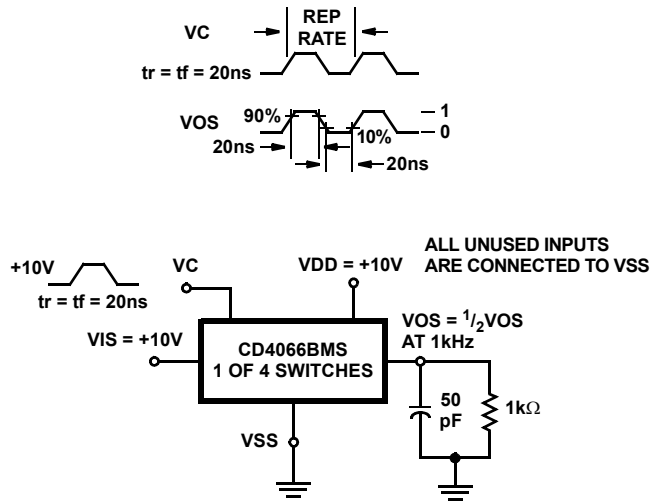 REP
RATE
VC
tr = tf = 20ns
VOS
90%
10%
1
0
20ns
20ns
ALL UNUSED INPUTS
ARE CONNECTED TO VSS
+10V
tr = tf = 20ns
VC
VDD = +10V
VIS = +10V
CD4066BMS
1 OF 4 SWITCHES
VOS = 1/2VOS
AT 1kHz
50
pF
1kΩ
VSS